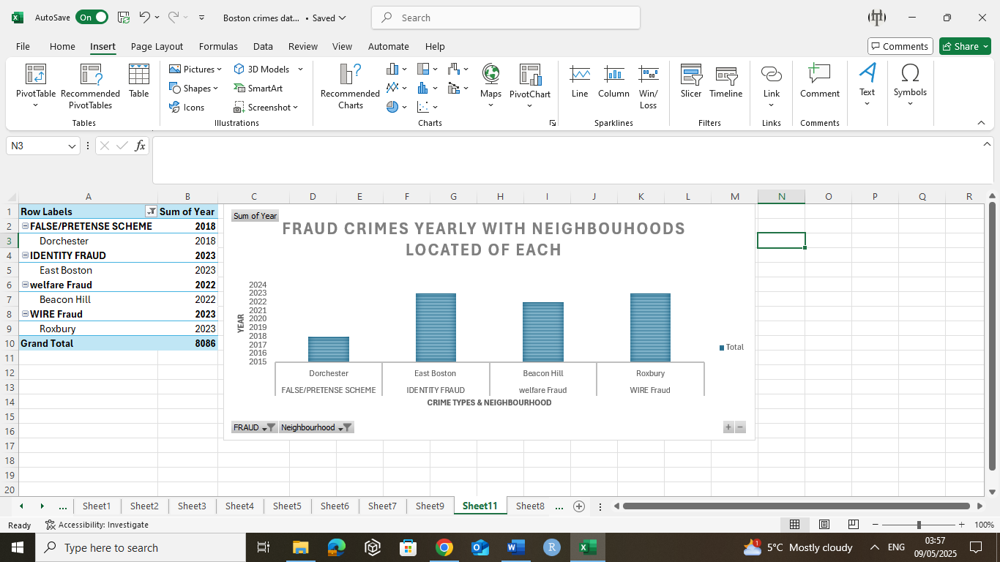 AutoSave On Boston crimes dat... • Saved Search
File Home Insert Page Layout Formulas Data Review View Automate Help Comments Share
PivotTable Recommended PivotTables Table
Tables
Pictures 3D Models
Shapes SmartArt
Icons Screenshot
Illustrations
Recommended Charts Maps PivotChart
Charts
Line Column Win/Loss
Sparklines
Slicer Timeline
Filters
Link
Links
Comment
Comments
Text
Symbols
N3 fx
A B C D E F G H I J K L M N O P Q R
1 Row Labels Sum of Year
2 FALSE/PRETENSE SCHEME 2018
3 Dorchester 2018
4 IDENTITY FRAUD 2023
5 East Boston 2023
6 welfare Fraud 2022
7 Beacon Hill 2022
8 WIRE Fraud 2023
9 Roxbury 2023
10 Grand Total 8086
11
12
13
14
15
16
17
18
19
20
Sum of Year
FRAUD CRIMES YEARLY WITH NEIGHBOUHOODS
LOCATED OF EACH
YEAR
2024
2023
2022
2021
2020
2019
2018
2017
2016
2015
Total
Dorchester East Boston Beacon Hill Roxbury
FALSE/PRETENSE SCHEME IDENTITY FRAUD welfare Fraud WIRE Fraud
CRIME TYPES & NEIGHBOURHOOD
FRAUD Neighbourhood + −
... Sheet1 Sheet2 Sheet3 Sheet4 Sheet5 Sheet6 Sheet7 Sheet9 Sheet11 Sheet8 ...
Ready Accessibility: Investigate − + 100%
Type here to search 1 5°C Mostly cloudy ENG 03:57
09/05/2025